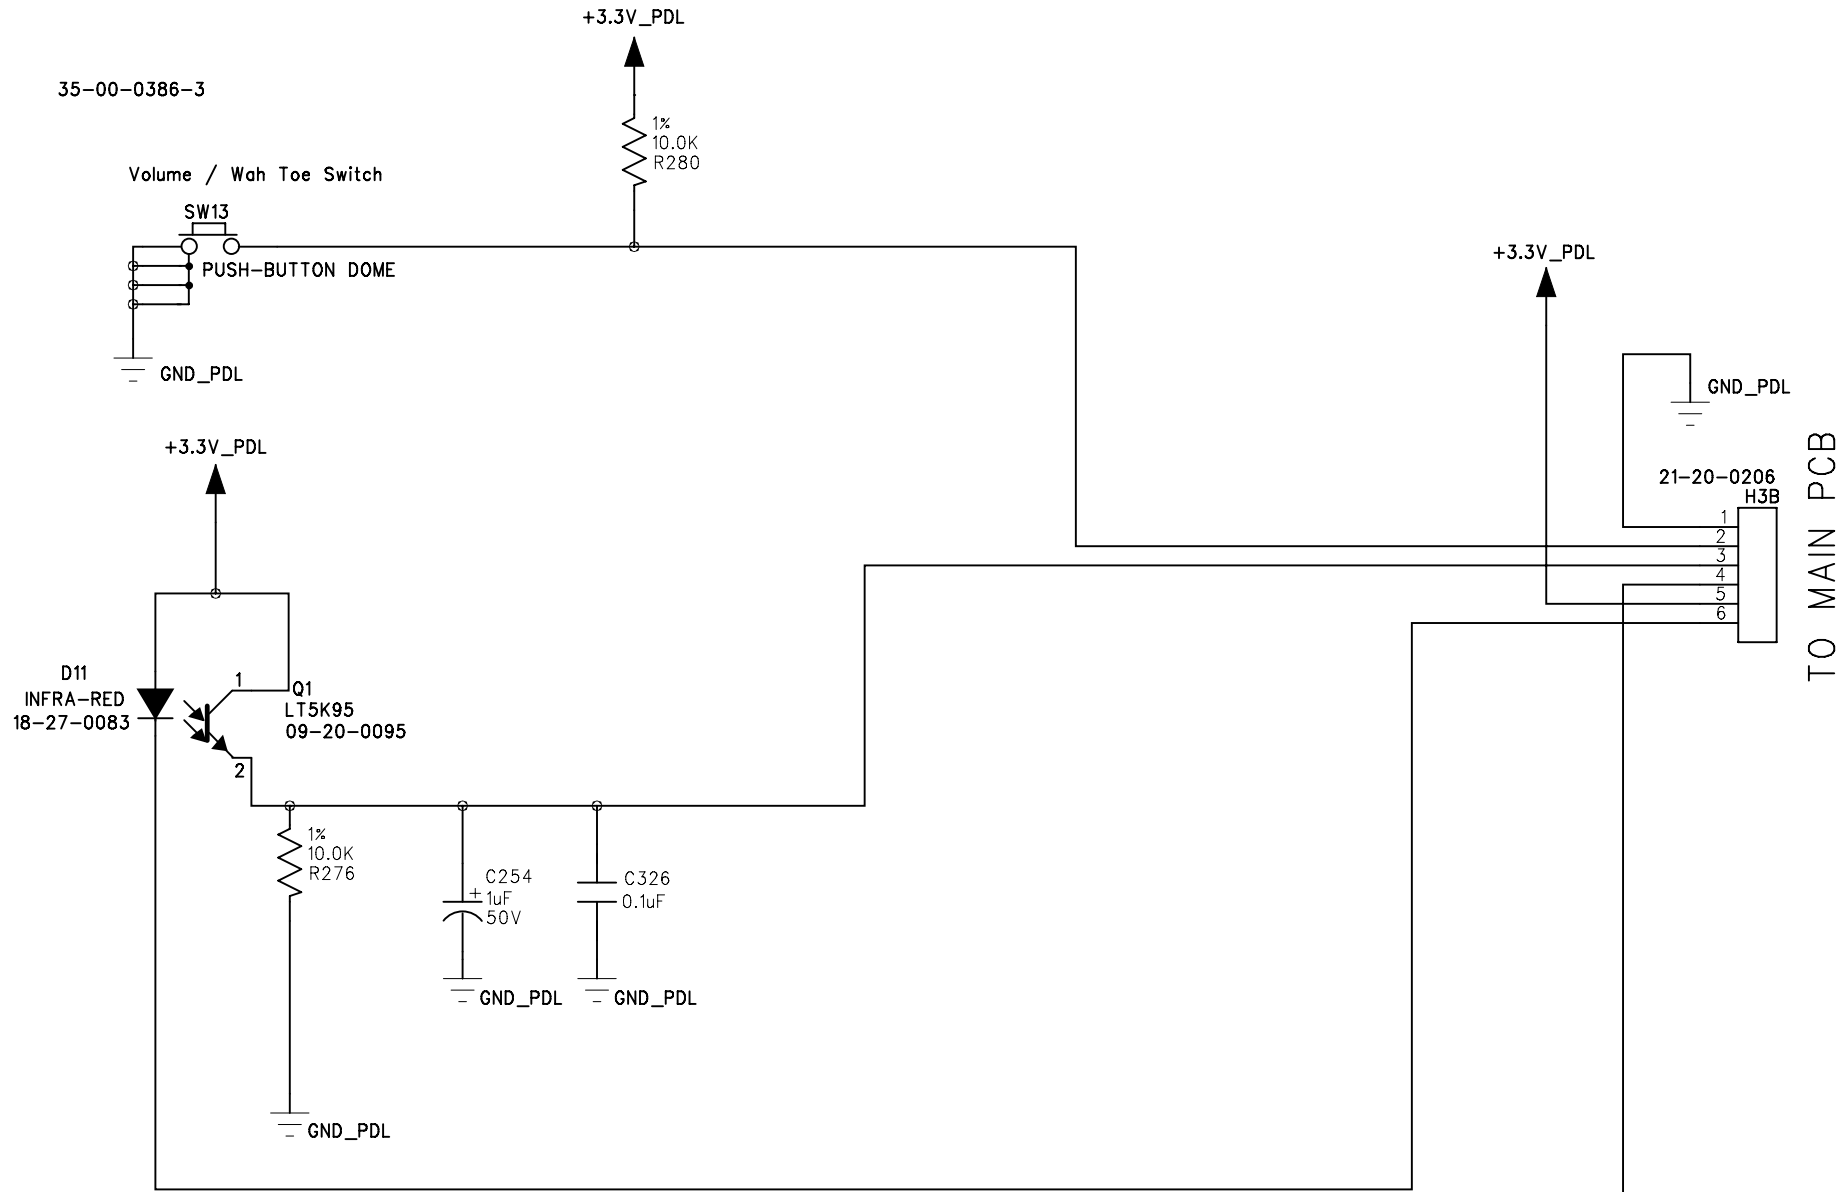 +3.3V_PDL
35-00-0386-3
1%
10.0K
R280
Volume / Wah Toe Switch
SW13
PUSH-BUTTON DOME
GND_PDL
+3.3V_PDL
GND_PDL
+3.3V_PDL
21-20-0206
H3B
1
2
3
4
5
6
TO MAIN PCB
D11
INFRA-RED
18-27-0083
1
Q1
LT5K95
09-20-0095
2
1%
10.0K
R276
C254
+
1uF
50V
C326
0.1uF
GND_PDL
GND_PDL
GND_PDL